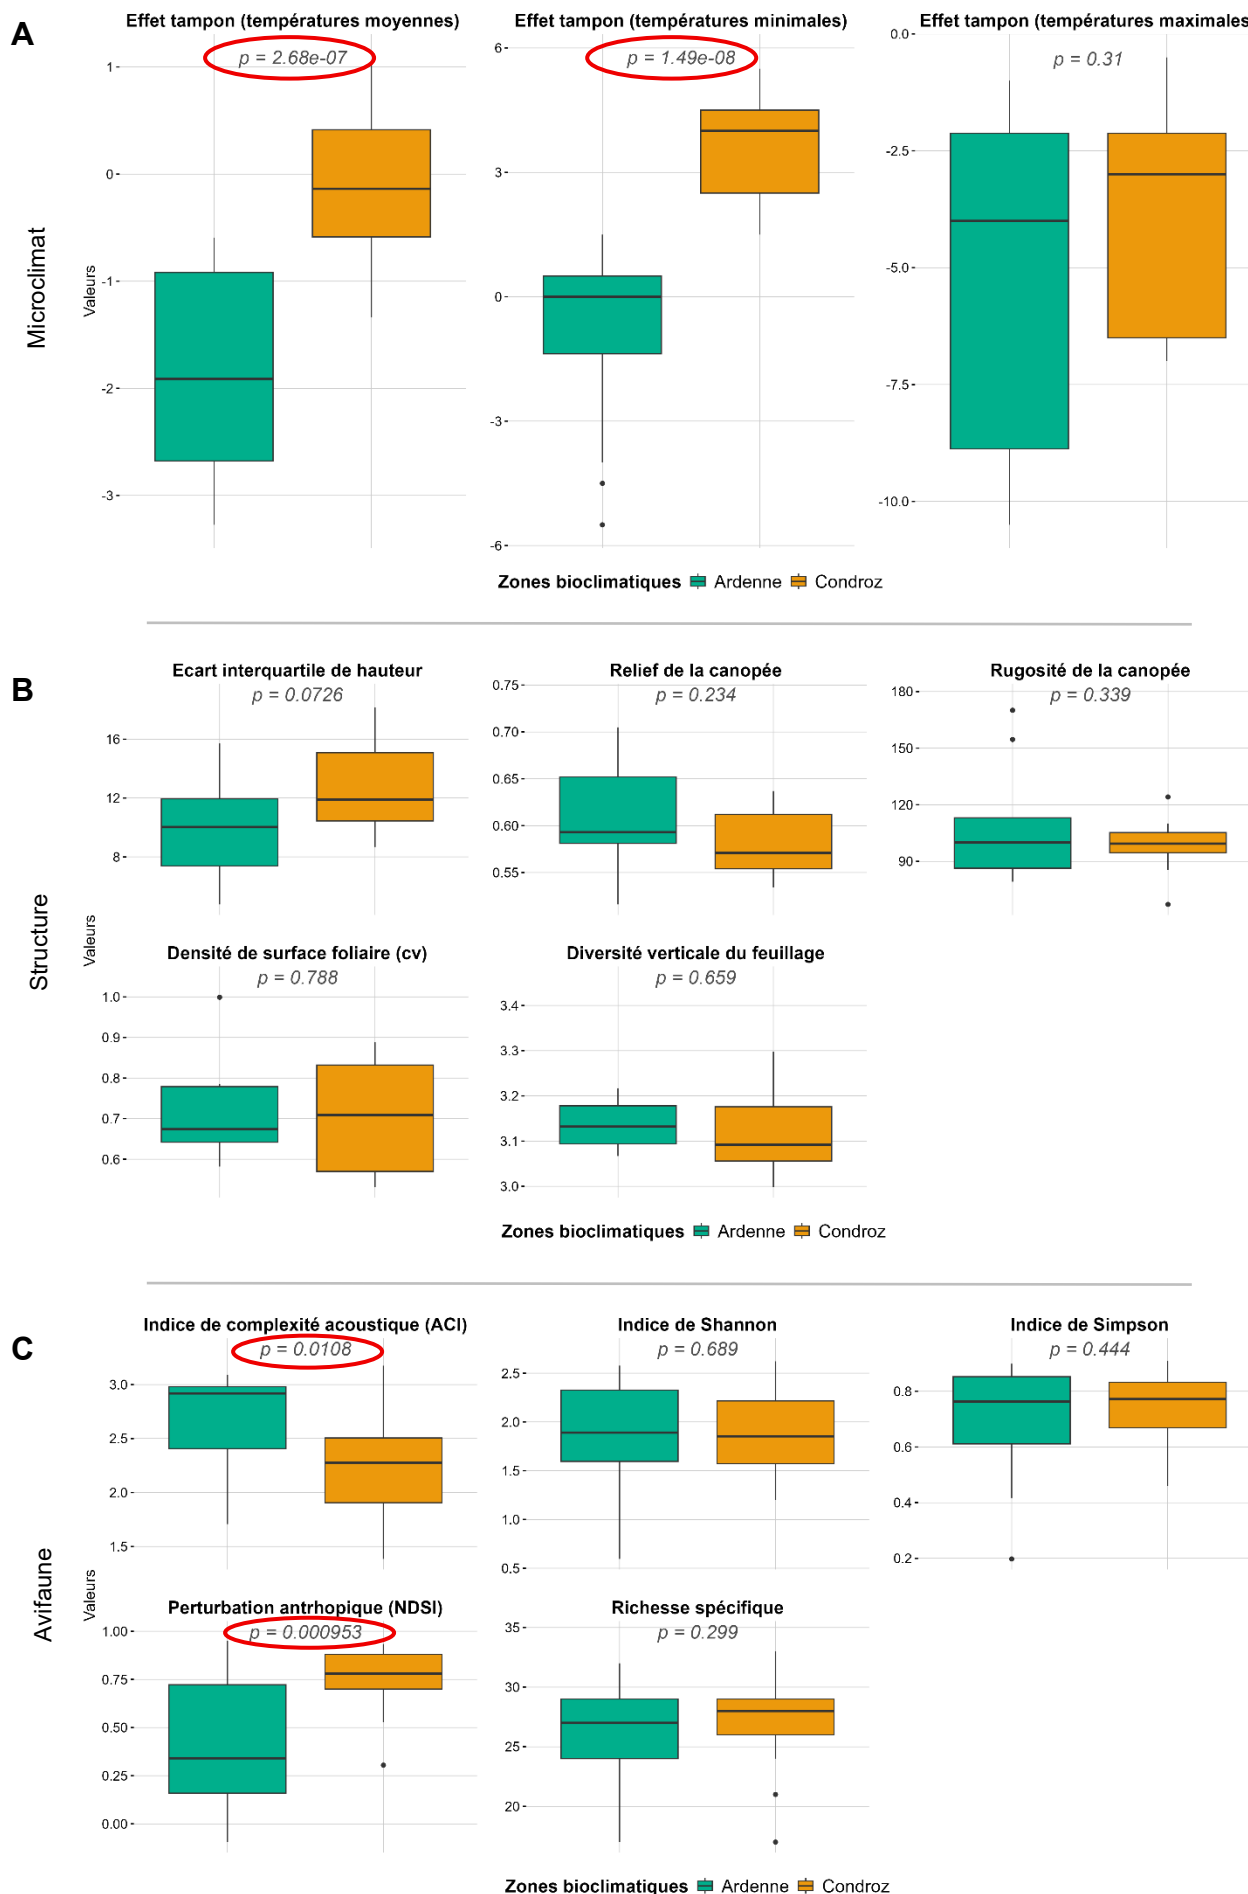 A
Microclimat
Valeurs
Effet tampon (températures moyennes)
p = 2.68e-07
1
0
-1
-2
-3
Effet tampon (températures minimales)
p = 1.49e-08
6
3
0
-3
-6
Effet tampon (températures maximales
p = 0.31
0.0
-2.5
-5.0
-7.5
-10.0
Zones bioclimatiques Ardenne Condroz
B
Structure
Valeurs
Ecart interquartile de hauteur
p = 0.0726
16
12
8
Relief de la canopée
p = 0.234
0.75
0.70
0.65
0.60
0.55
Rugosité de la canopée
p = 0.339
180
150
120
90
Densité de surface foliaire (cv)
p = 0.788
1.0
0.9
0.8
0.7
0.6
Diversité verticale du feuillage
p = 0.659
3.4
3.3
3.2
3.1
3.0
Zones bioclimatiques Ardenne Condroz
C
Avifaune
Valeurs
Indice de complexité acoustique (ACI)
p = 0.0108
3.0
2.5
2.0
1.5
Indice de Shannon
p = 0.689
2.5
2.0
1.5
1.0
0.5
Indice de Simpson
p = 0.444
0.8
0.6
0.4
0.2
Perturbation antrhopique (NDSI)
p = 0.000953
1.00
0.75
0.50
0.25
0.00
Richesse spécifique
p = 0.299
35
30
25
20
Zones bioclimatiques Ardenne Condroz